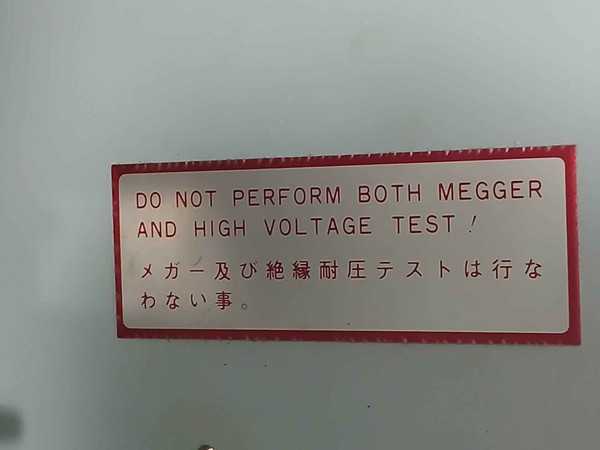 DO NOT PERFORM BOTH MEGGER
AND HIGH VOLTAGE TEST !
メガー及び絶縁耐圧テストは行な
わない事。